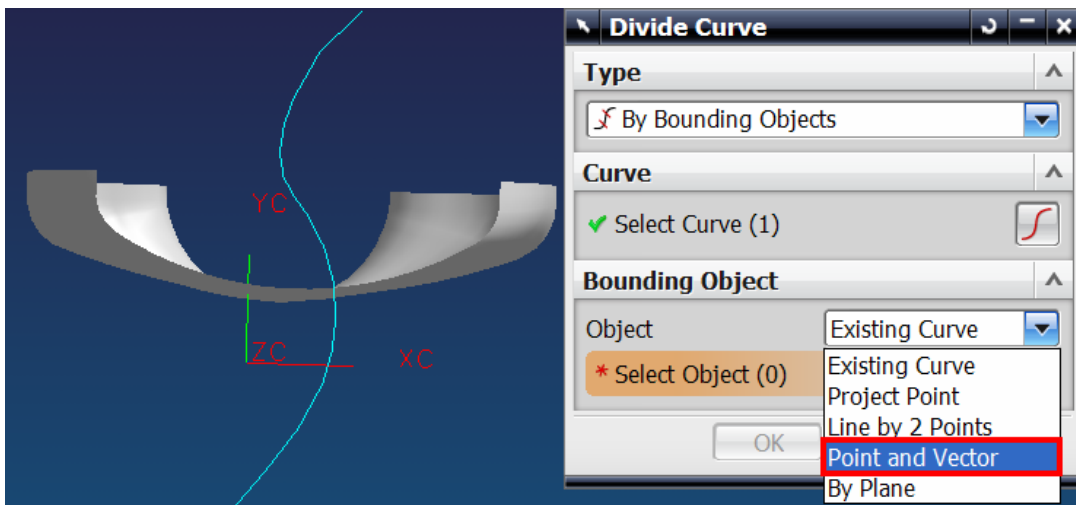 Divide Curve
Type
By Bounding Objects
Curve
Select Curve (1)
Bounding Object
Object
Existing Curve
* Select Object (0)
Existing Curve
Project Point
Line by 2 Points
Point and Vector
By Plane
OK
YC
ZC
XC